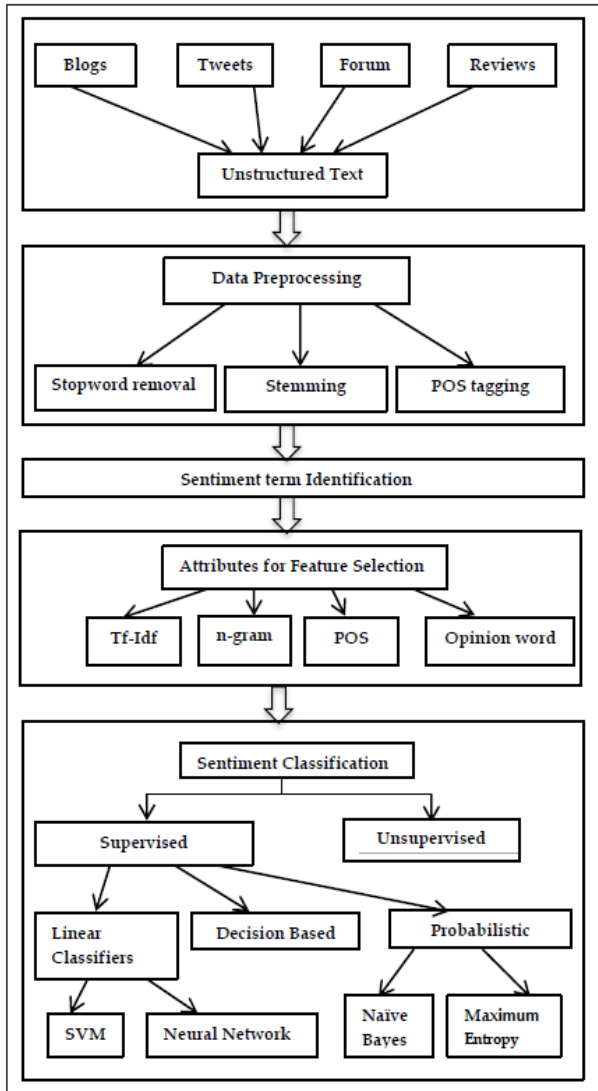 Blogs
Tweets
Forum
Reviews
Unstructured Text
Data Preprocessing
Stopword removal
Stemming
POS tagging
Sentiment term Identification
Attributes for Feature Selection
Tf-Idf
n-gram
POS
Opinion word
Sentiment Classification
Supervised
Unsupervised
Linear
Classifiers
Decision Based
Probabilistic
SVM
Neural Network
Naïve
Bayes
Maximum
Entropy